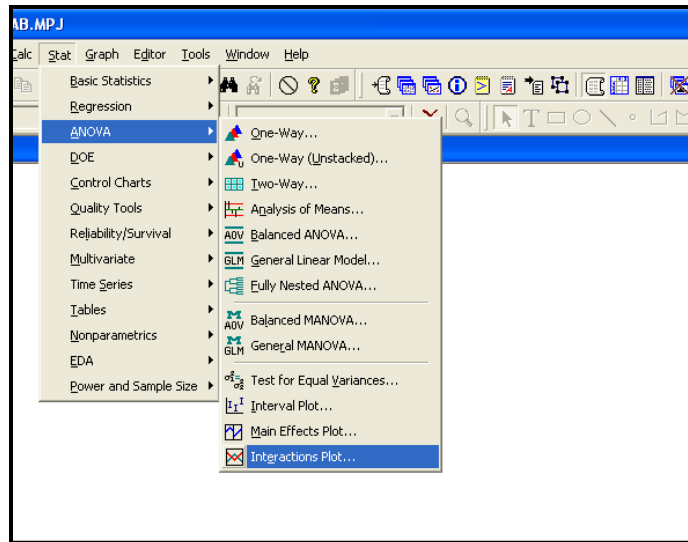 AB.MPJ
Calc Stat Graph Editor Tools Window Help
Basic Statistics
Regression
ANOVA
DOE
Control Charts
Quality Tools
Reliability/Survival
Multivariate
Time Series
Tables
Nonparametrics
EDA
Power and Sample Size
One-Way...
One-Way (Unstacked)...
Two-Way...
Analysis of Means...
AOV Balanced ANOVA...
GLM General Linear Model...
Fully Nested ANOVA...
M AOV Balanced MANOVA...
M GLM General MANOVA...
Test for Equal Variances...
Interval Plot...
Main Effects Plot...
Interactions Plot...